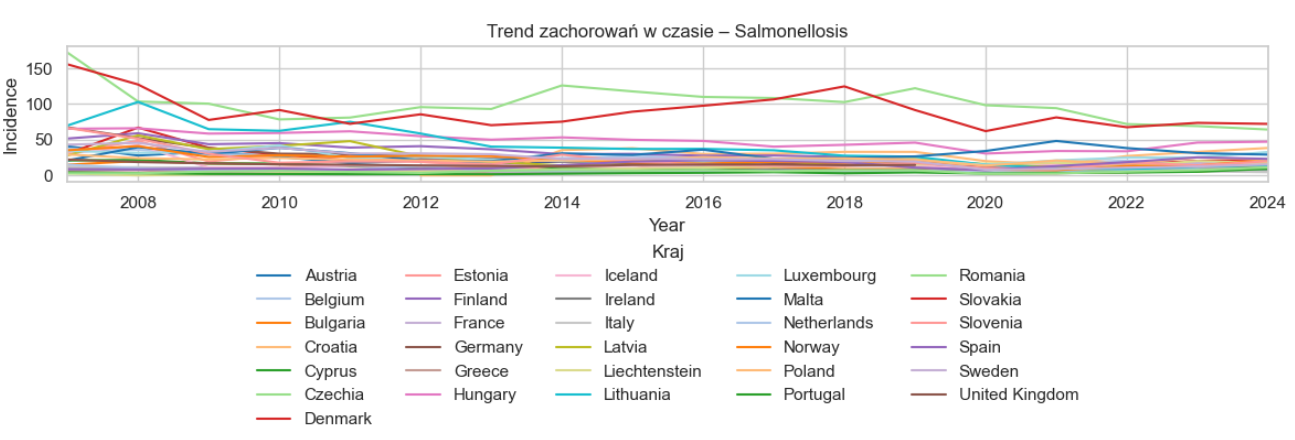 Trend zachorowań w czasie – Salmonellosis
150
100
50
0
Incidence
2008 2010 2012 2014 2016 2018 2020 2022 2024
Year
Kraj
Austria Estonia Iceland Luxembourg Romania
Belgium Finland Ireland Malta Slovakia
Bulgaria France Italy Netherlands Slovenia
Croatia Germany Latvia Norway Spain
Cyprus Greece Liechtenstein Poland Sweden
Czechia Hungary Lithuania Portugal United Kingdom
Denmark